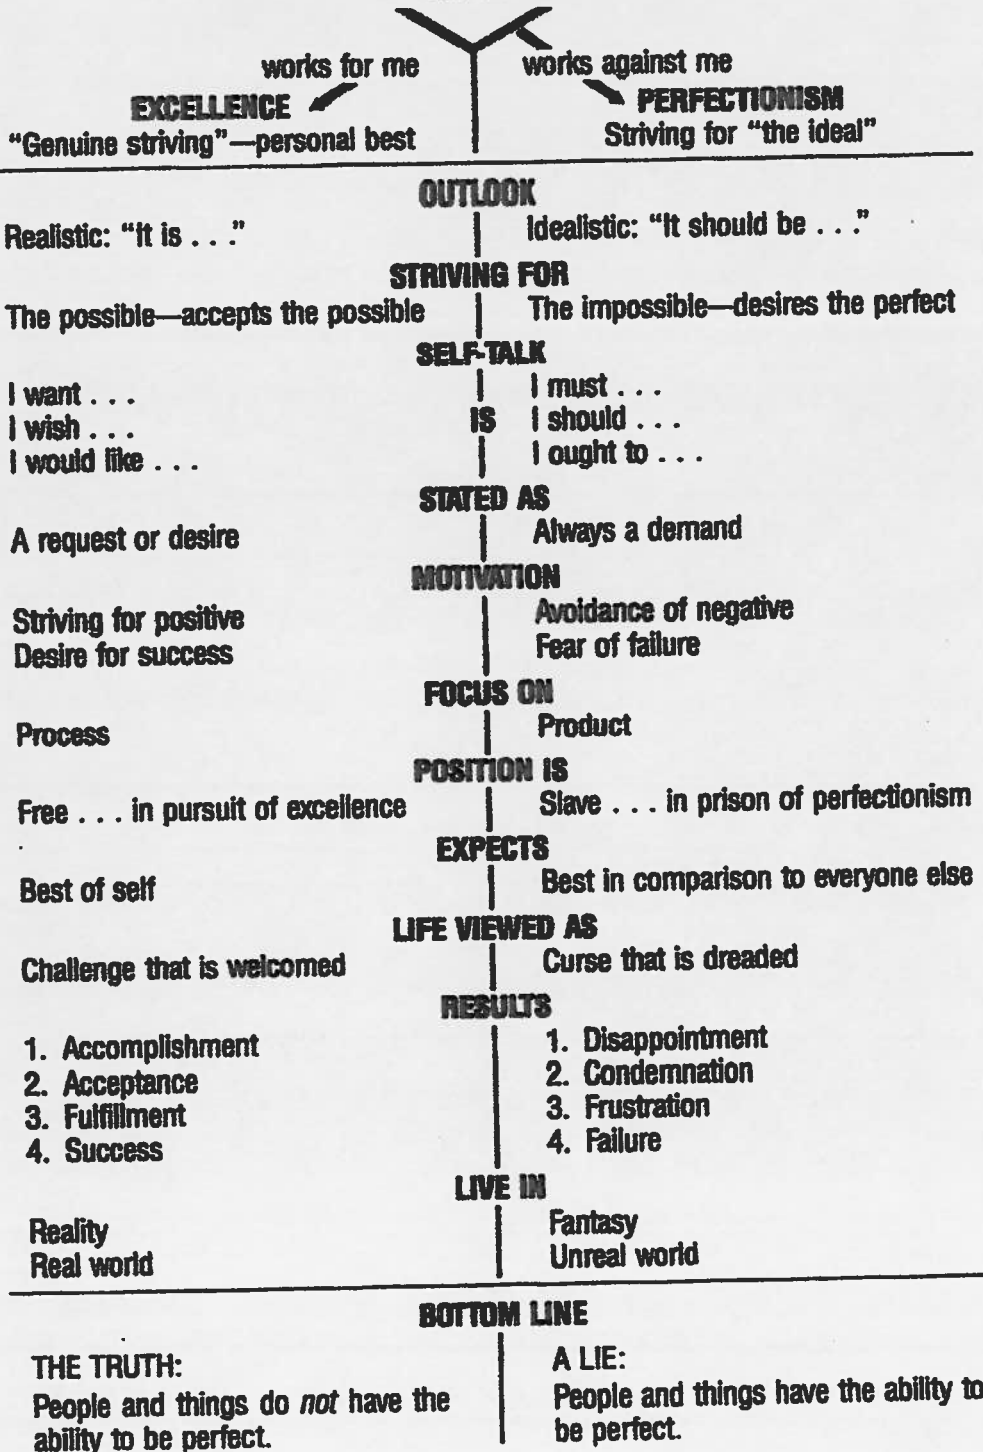 works for me
works against me
EXCELLENCE
PERFECTIONISM
"Genuine striving"—personal best
Striving for "the ideal"
OUTLOOK
Realistic: "It is . . ."
Idealistic: "It should be . . ."
STRIVING FOR
The possible—accepts the possible
The impossible—desires the perfect
SELF-TALK
I want . . .
I must . . .
I wish . . .
IS
I should . . .
I would like . . .
I ought to . . .
STATED AS
A request or desire
Always a demand
MOTIVATION
Striving for positive
Avoidance of negative
Desire for success
Fear of failure
FOCUS ON
Process
Product
POSITION IS
Free . . . in pursuit of excellence
Slave . . . in prison of perfectionism
EXPECTS
Best of self
Best in comparison to everyone else
LIFE VIEWED AS
Challenge that is welcomed
Curse that is dreaded
RESULTS
1. Accomplishment
1. Disappointment
2. Acceptance
2. Condemnation
3. Fulfillment
3. Frustration
4. Success
4. Failure
LIVE IN
Reality
Fantasy
Real world
Unreal world
BOTTOM LINE
THE TRUTH:
A LIE:
People and things do not have the
People and things have the ability to
ability to be perfect.
be perfect.